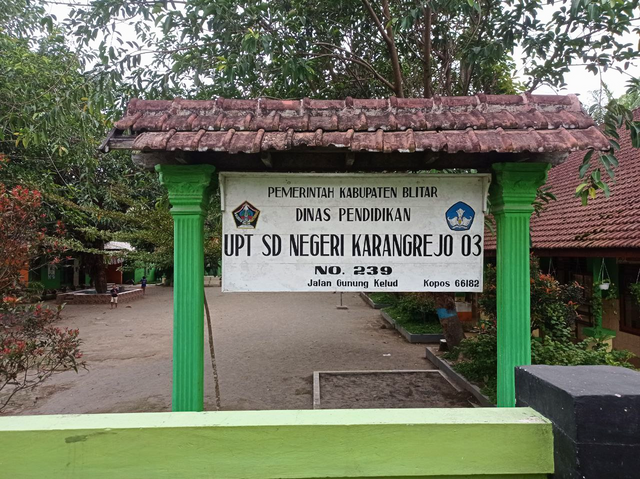 PEMERINTAH KABUPATEN BLITAR
DINAS PENDIDIKAN
UPT SD NEGERI KARANGREJO 03
NO. 239
Jalan Gunung Kelud Kopos 66182